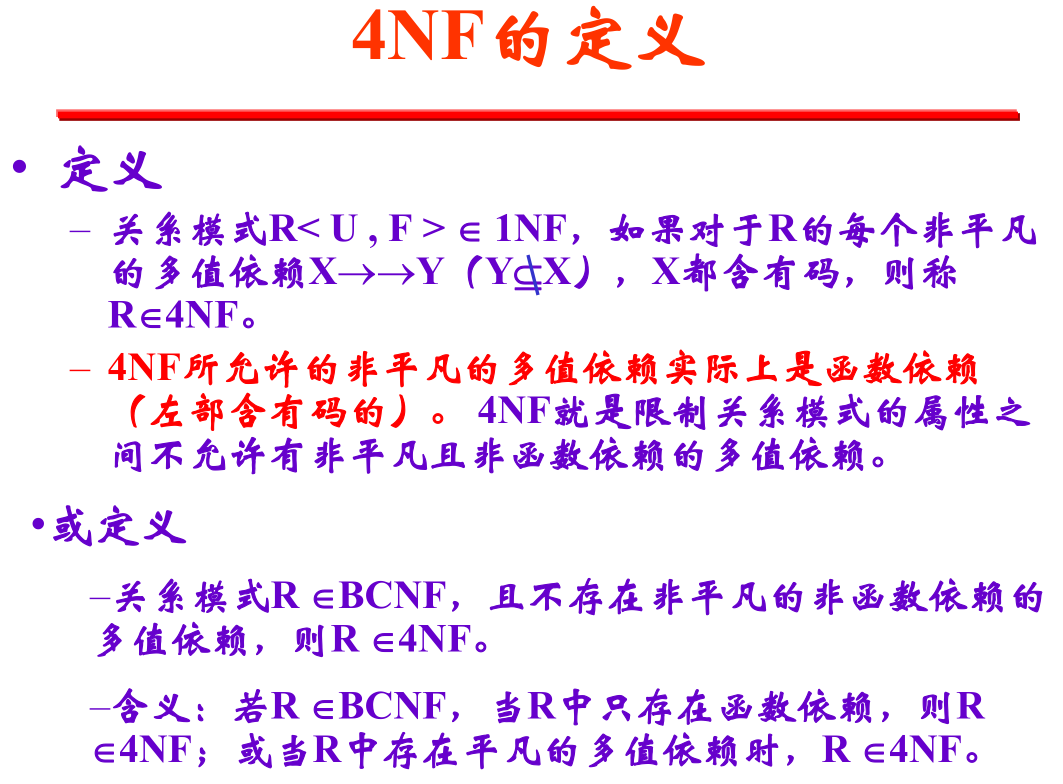 4NF的定义
• 定义
– 关系模式R< U , F > ∈ 1NF，如果对于R的每个非平凡
的多值依赖X→→Y（Y⊈X），X都含有码，则称
R∈4NF。
– 4NF所允许的非平凡的多值依赖实际上是函数依赖
（左部含有码的）。 4NF就是限制关系模式的属性之
间不允许有非平凡且非函数依赖的多值依赖。
•或定义
–关系模式R ∈BCNF，且不存在非平凡的非函数依赖的
多值依赖，则R ∈4NF。
–含义：若R ∈BCNF，当R中只存在函数依赖，则R
∈4NF；或当R中存在平凡的多值依赖时，R ∈4NF。